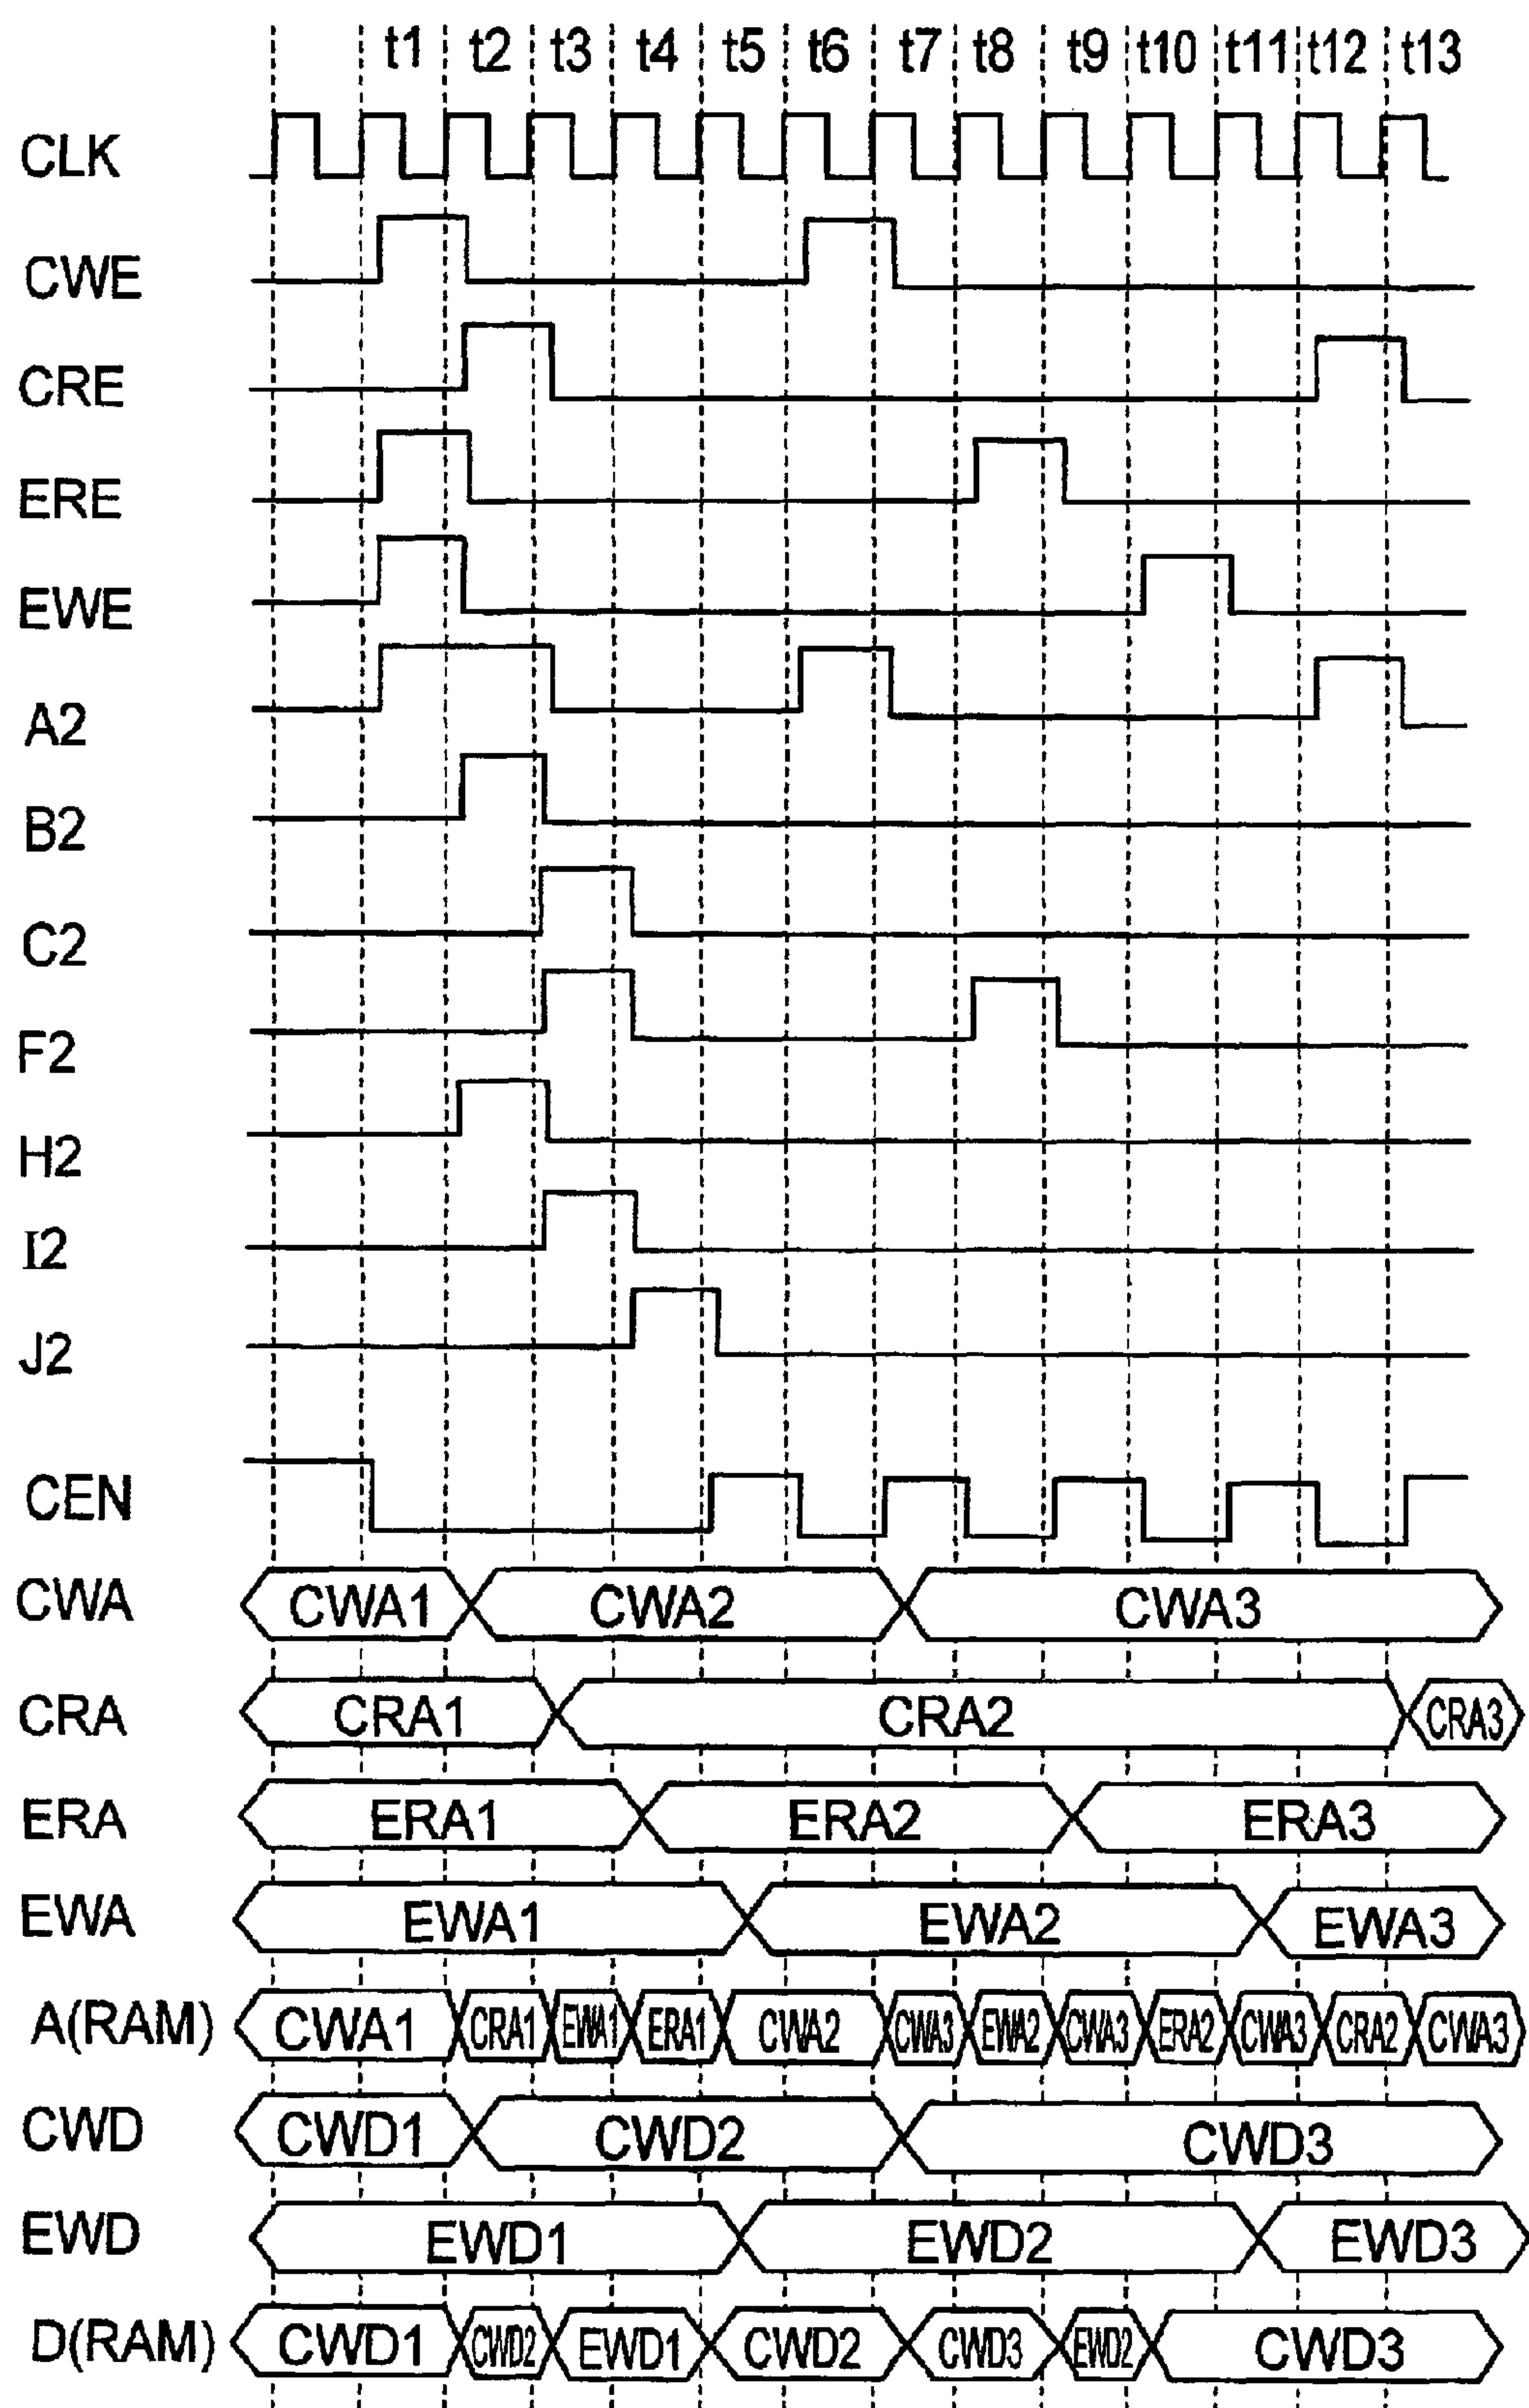 t1 t2 t3 t4 t5 t6 t7 t8 t9 t10 t11 t12 t13
CLK
CWE
CRE
ERE
EWE
A2
B2
C2
F2
H2
I2
J2
CEN
CWA CWA1 CWA2 CWA3
CRA CRA1 CRA2 CRA3
ERA ERA1 ERA2 ERA3
EWA EWA1 EWA2 EWA3
A(RAM) CWA1 CRA1 EWA1 ERA1 CWA2 CWA3 EWA2 CWA3 ERA2 CWA3 CRA2 CWA3
CWD CWD1 CWD2 CWD3
EWD EWD1 EWD2 EWD3
D(RAM) CWD1 CWD2 EWD1 CWD2 CWD3 EWD2 CWD3